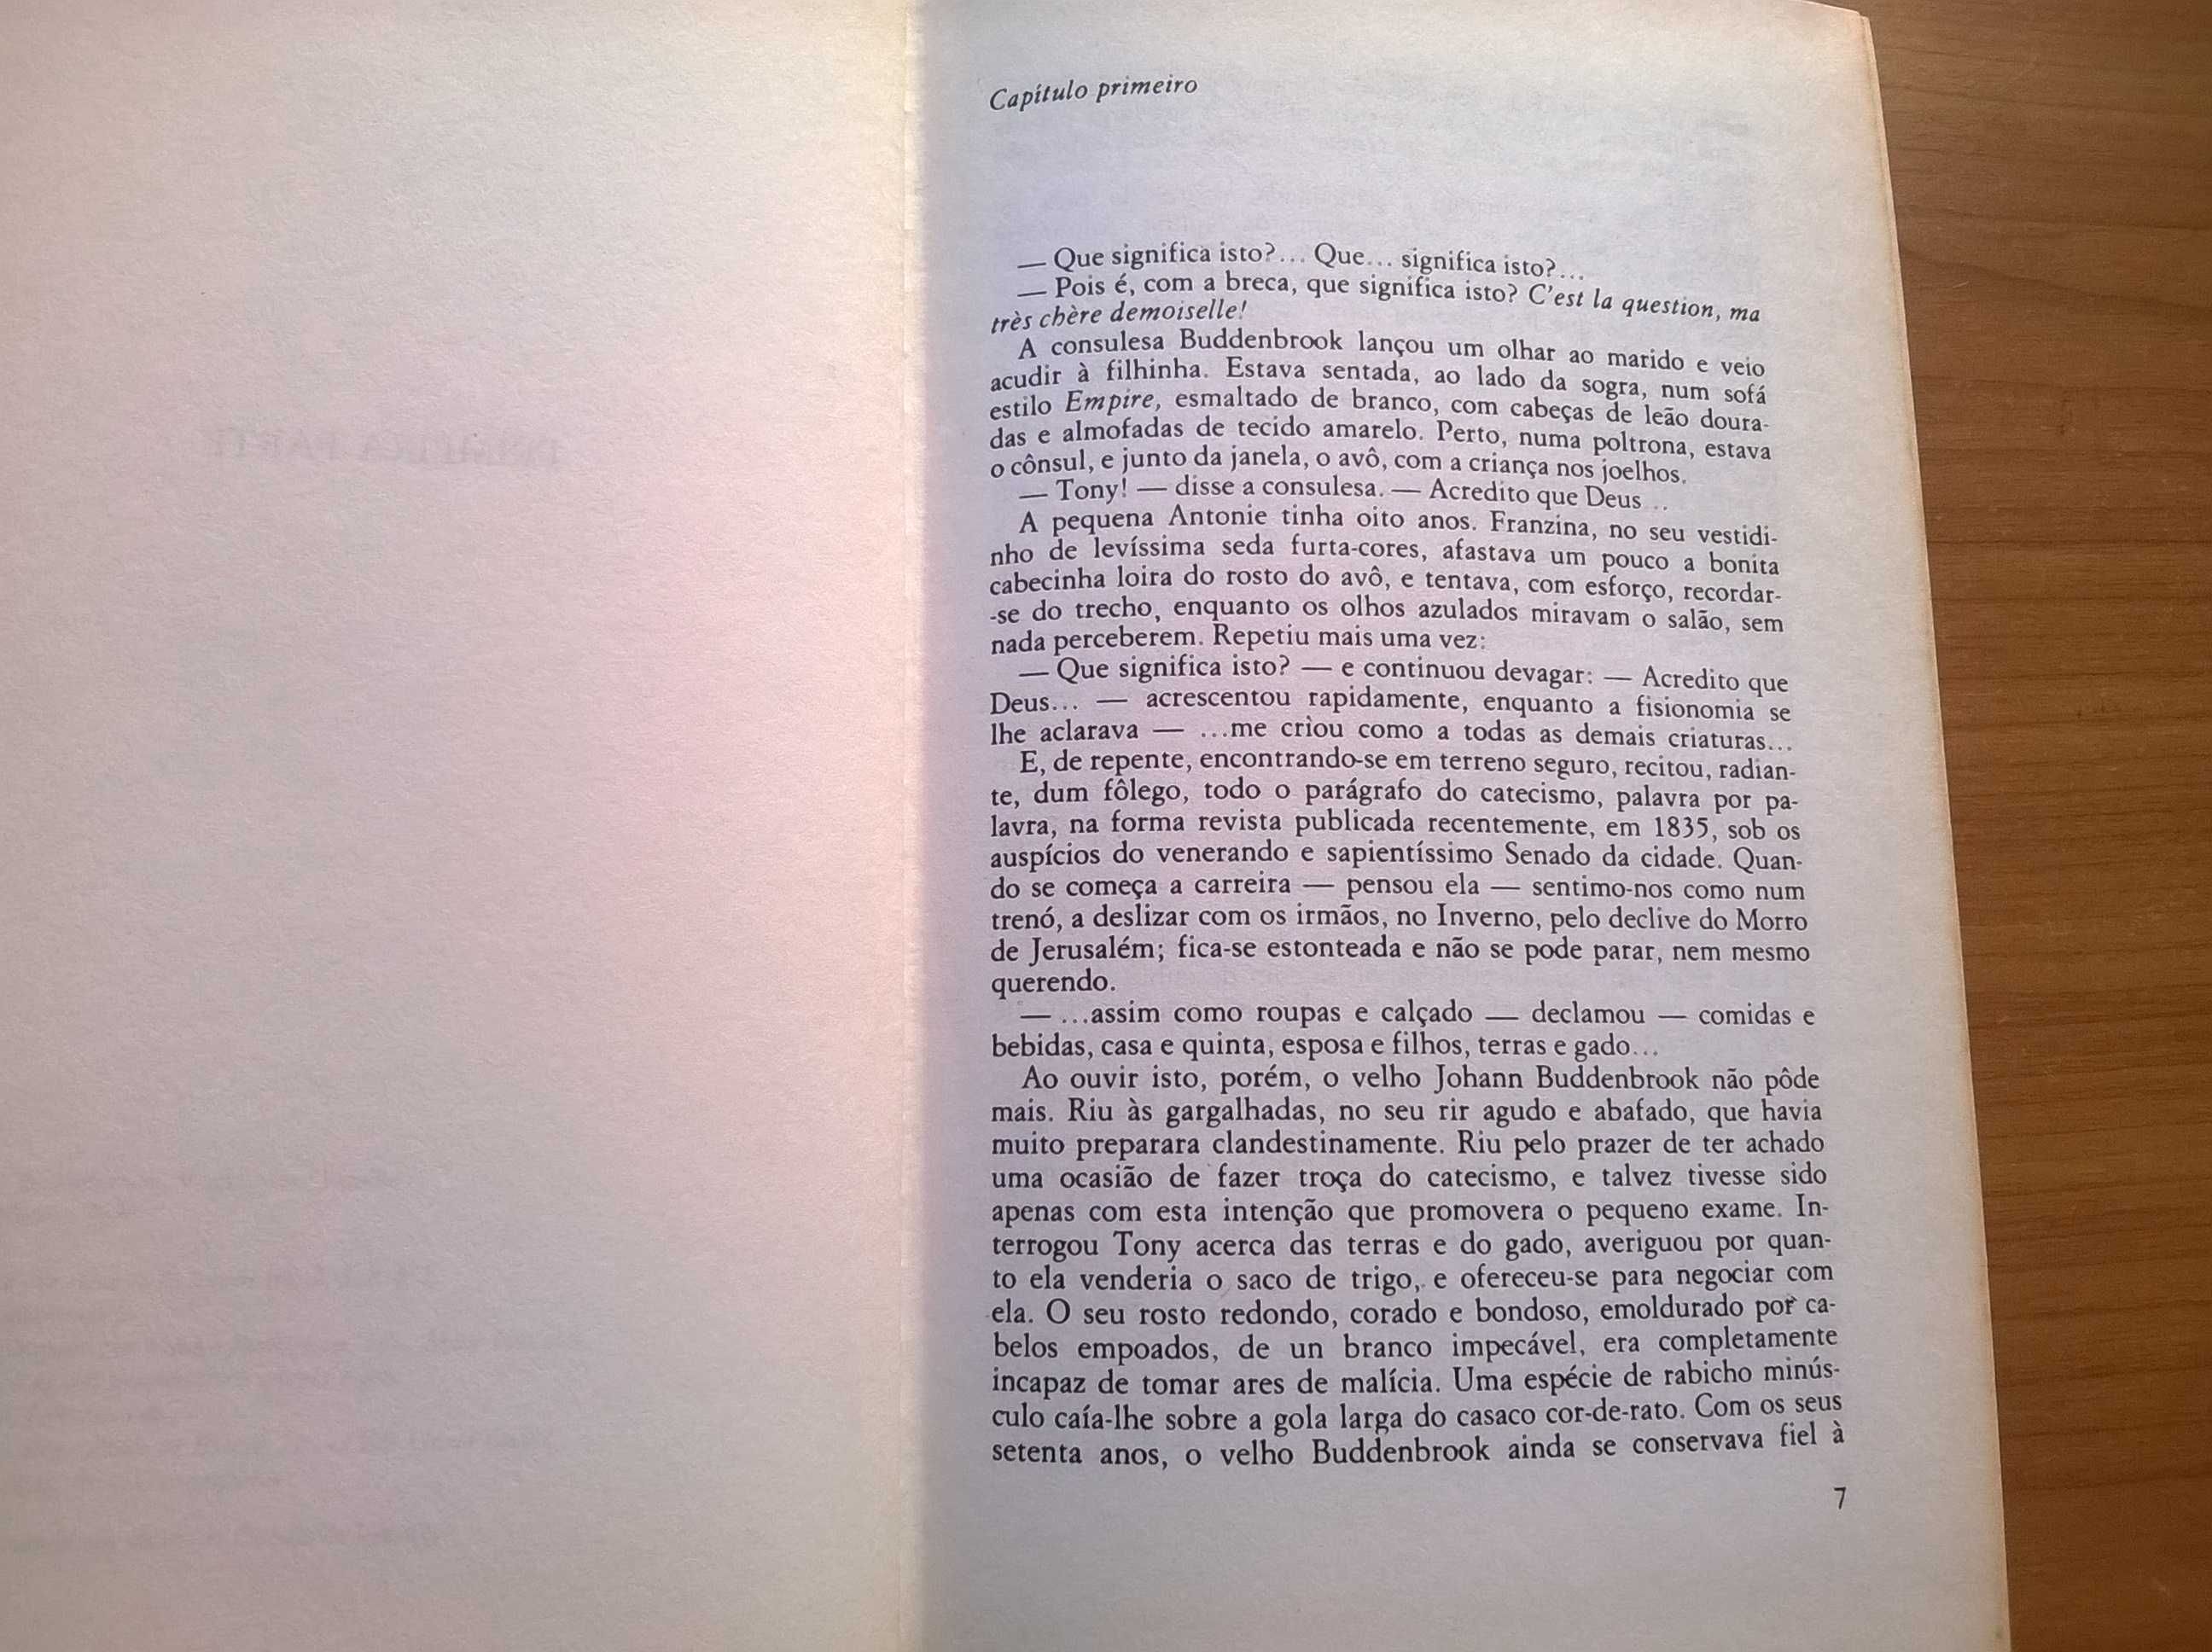 Capítulo primeiro
— Que significa isto?... Que... significa isto?...
— Pois é, com a breca, que significa isto? C'est la question, ma
très chère demoiselle!
A consulesa Buddenbrook lançou um olhar ao marido e veio
acudir à filhinha. Estava sentada, ao lado da sogra, num sofá
estilo Empire, esmaltado de branco, com cabeças de leão doura-
das e almofadas de tecido amarelo. Perto, numa poltrona, estava
o cônsul, e junto da janela, o avô, com a criança nos joelhos.
— Tony! — disse a consulesa. — Acredito que Deus ..
A pequena Antonie tinha oito anos. Franzina, no seu vestidi-
nho de levíssima seda furta-cores, afastava um pouco a bonita
cabecinha loira do rosto do avô, e tentava, com esforço, recordar-
-se do trecho, enquanto os olhos azulados miravam o salão, sem
nada perceberem. Repetiu mais uma vez:
— Que significa isto? — e continuou devagar: — Acredito que
Deus... — acrescentou rapidamente, enquanto a fisionomia se
lhe aclarava — ...me criou como a todas as demais criaturas...
E, de repente, encontrando-se em terreno seguro, recitou, radian-
te, dum fôlego, todo o parágrafo do catecismo, palavra por pa-
lavra, na forma revista publicada recentemente, em 1835, sob os
auspícios do venerando e sapientíssimo Senado da cidade. Quan-
do se começa a carreira — pensou ela — sentimo-nos como num
trenó, a deslizar com os irmãos, no Inverno, pelo declive do Morro
de Jerusalém; fica-se estonteada e não se pode parar, nem mesmo
querendo.
— ...assim como roupas e calçado — declamou — comidas e
bebidas, casa e quinta, esposa e filhos, terras e gado...
Ao ouvir isto, porém, o velho Johann Buddenbrook não pôde
mais. Riu às gargalhadas, no seu rir agudo e abafado, que havia
muito preparara clandestinamente. Riu pelo prazer de ter achado
uma ocasião de fazer troça do catecismo, e talvez tivesse sido
apenas com esta intenção que promovera o pequeno exame. In-
terrogou Tony acerca das terras e do gado, averiguou por quan-
to ela venderia o saco de trigo, e ofereceu-se para negociar com
ela. O seu rosto redondo, corado e bondoso, emoldurado por ca-
belos empoados, de un branco impecável, era completamente
incapaz de tomar ares de malícia. Uma espécie de rabicho minús-
culo caía-lhe sobre a gola larga do casaco cor-de-rato. Com os seus
setenta anos, o velho Buddenbrook ainda se conservava fiel à
7